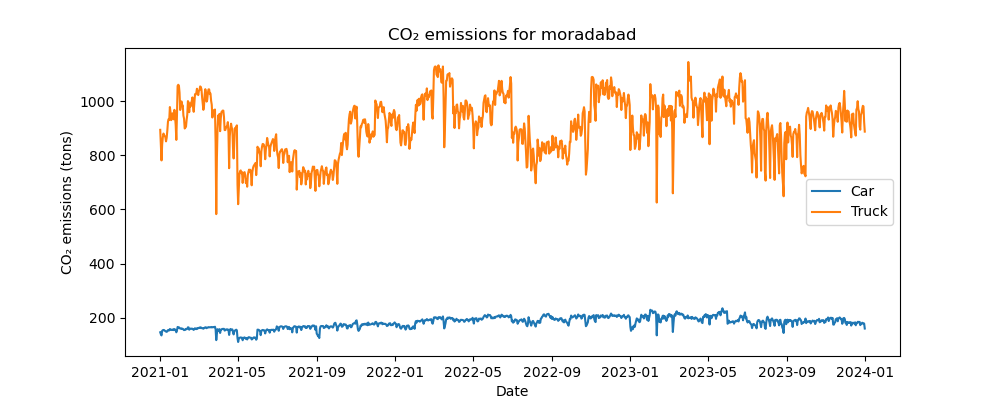 CO₂ emissions for moradabad
CO₂ emissions (tons)
1000
800
600
400
200
Car
Truck
2021-01 2021-05 2021-09 2022-01 2022-05 2022-09 2023-01 2023-05 2023-09 2024-01
Date